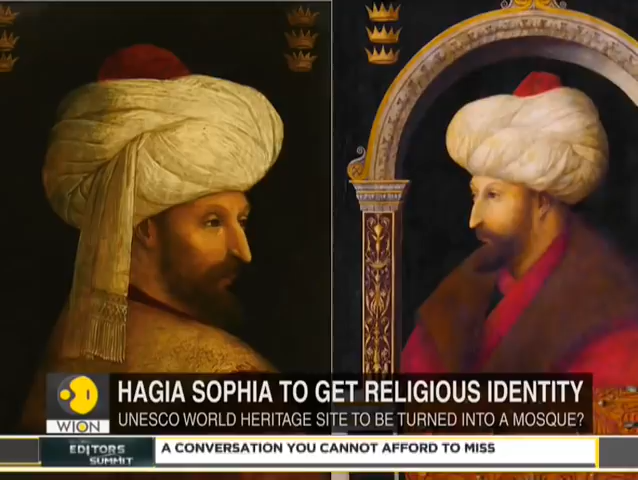 HAGIA SOPHIA TO GET RELIGIOUS IDENTITY
UNESCO WORLD HERITAGE SITE TO BE TURNED INTO A MOSQUE?
WION
EDITORS
SUMMIT
A CONVERSATION YOU CANNOT AFFORD TO MISS